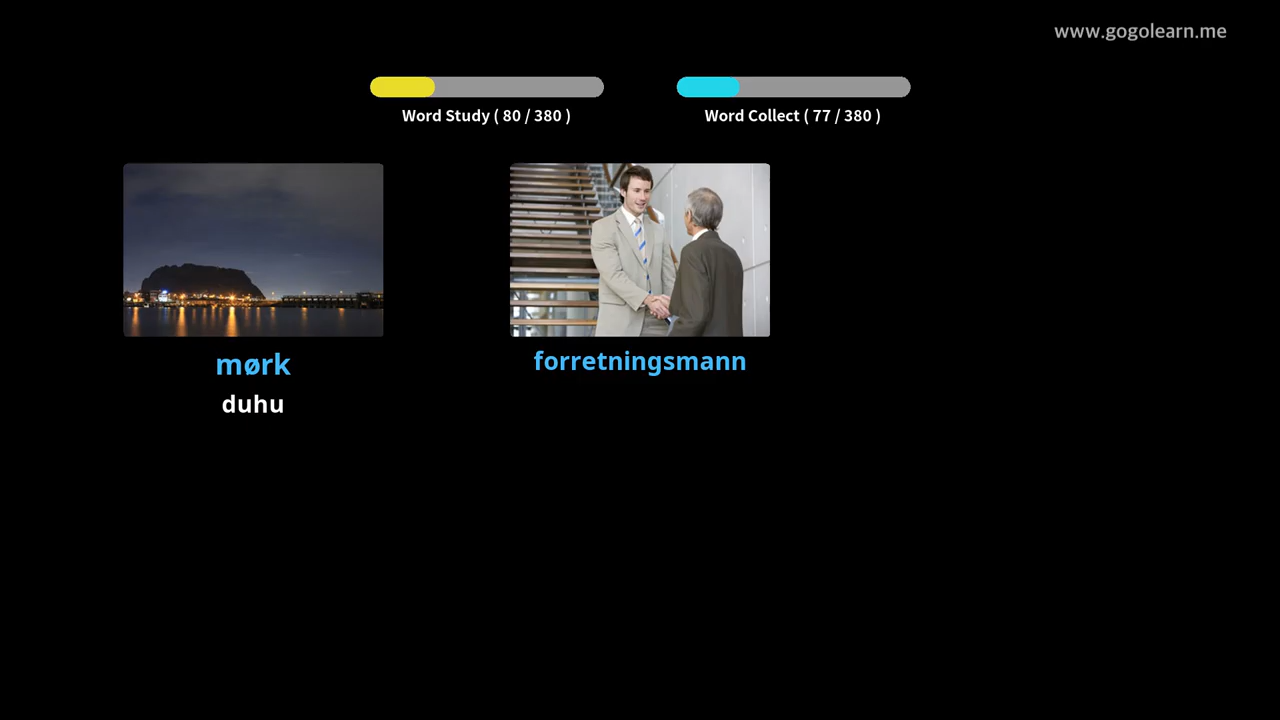 www.gogolearn.me
Word Study ( 80 / 380 )
Word Collect ( 77 / 380 )
mørk
duhu
forretningsmann